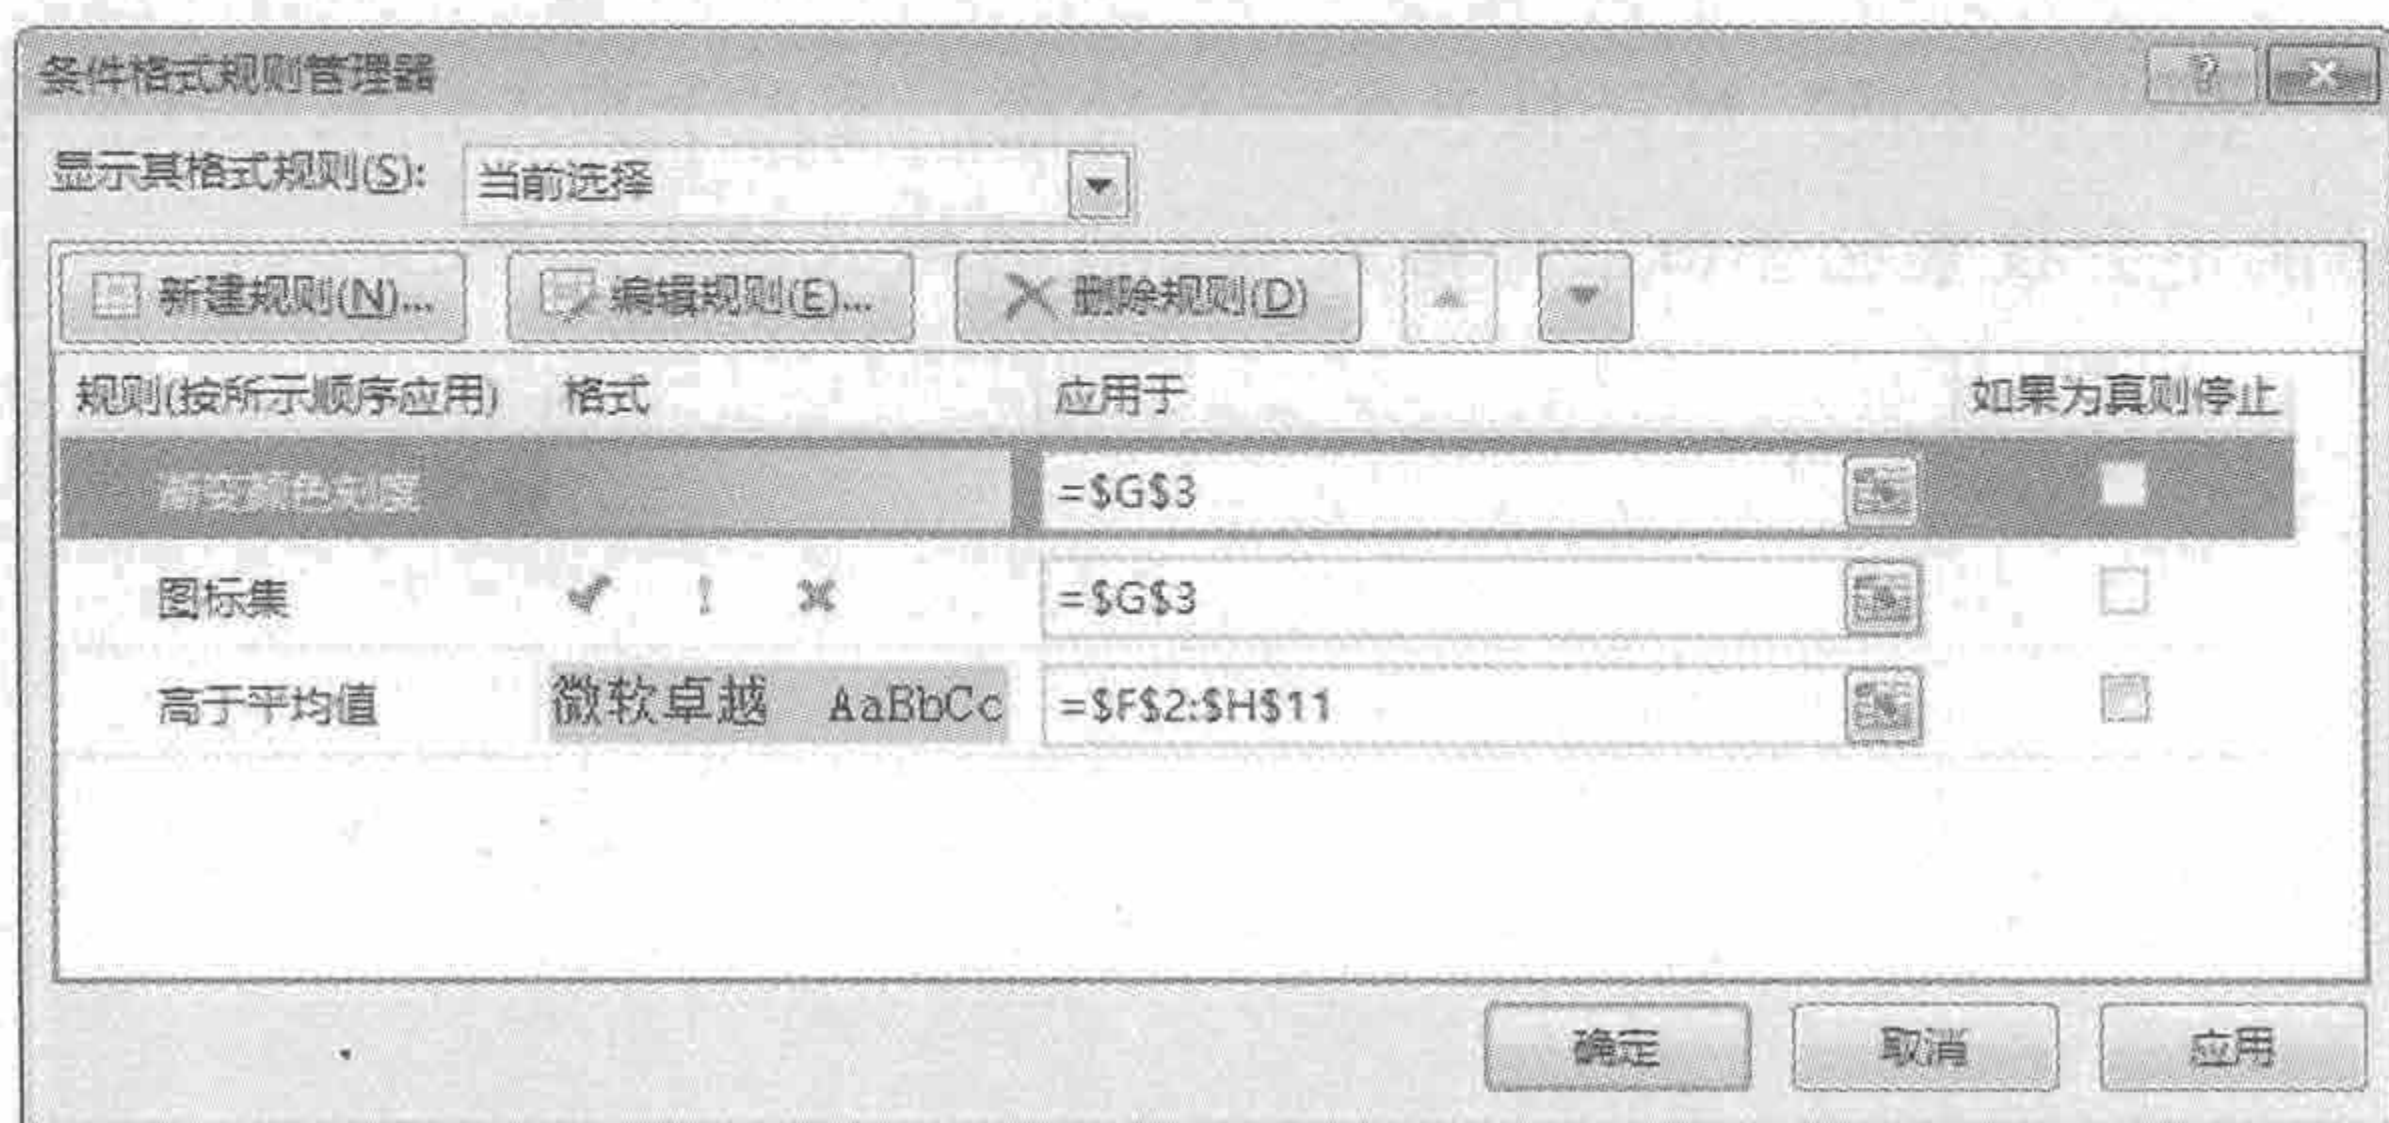 条件格式规则管理器
显示其格式规则(S): 当前选择
新建规则(N)... 编辑规则(E)... 删除规则(D)
规则(按所示顺序应用) 格式 应用于 如果为真则停止
渐变颜色刻度 =$G$3
图标集 =$G$3
高于平均值 微软卓越 AaBbCc =$F$2:$H$11
确定 取消 应用